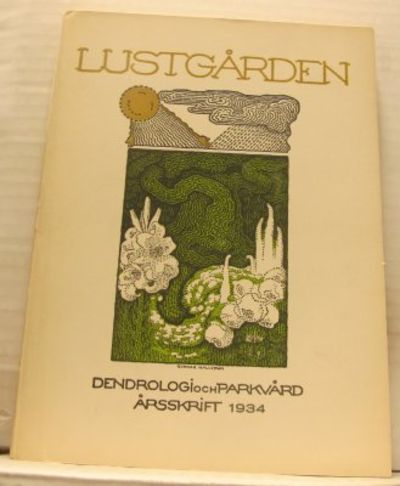 LUSTGÅRDEN
DENDROLOGI OCH PARKVÅRD
ÅRSSKRIFT 1934